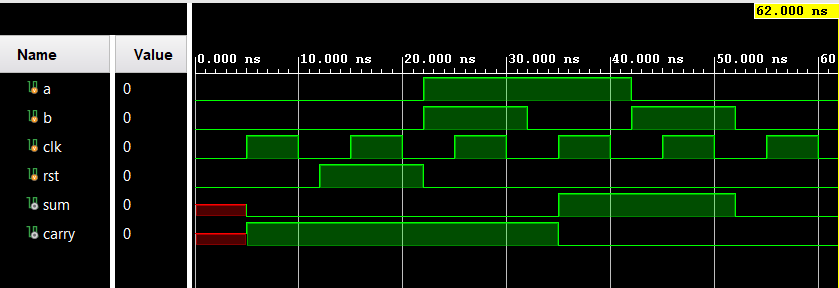 62.000 ns
Name Value
0.000 ns 10.000 ns 20.000 ns 30.000 ns 40.000 ns 50.000 ns 60
a 0
b 0
clk 0
rst 0
sum 0
carry 0